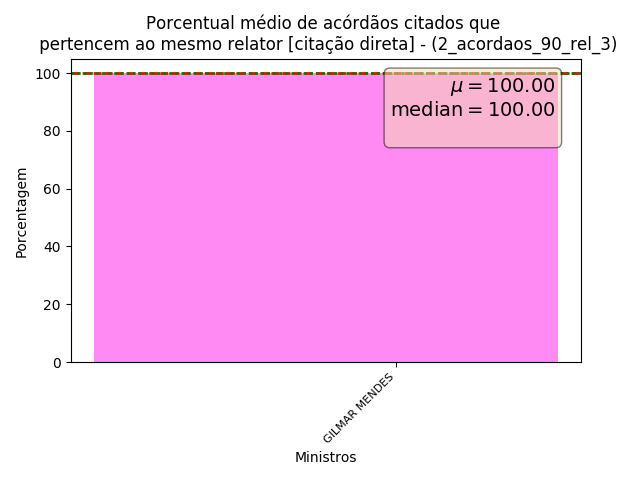 Porcentual médio de acórdãos citados que
pertencem ao mesmo relator [citação direta] - (2_acordaos_90_rel_3)
100
80
60
40
20
0
Porcentagem
μ = 100.00
median = 100.00
GILMAR MENDES
Ministros